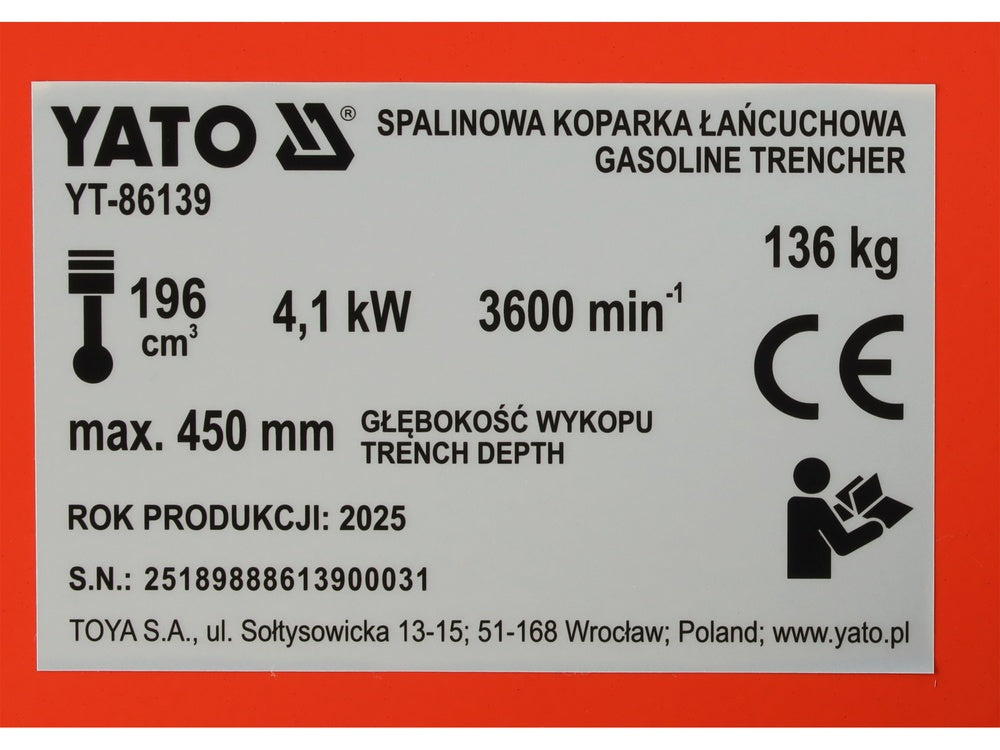 YATO ®
SPALINOWA KOPARKA ŁAŃCUCHOWA
GASOLINE TRENCHER
YT-86139
136 kg
196 cm³
4,1 kW
3600 min⁻¹
CE
max. 450 mm
GŁĘBOKOŚĆ WYKOPU
TRENCH DEPTH
ROK PRODUKCJI: 2025
S.N.: 25189888613900031
TOYA S.A., ul. Sołtysowicka 13-15; 51-168 Wrocław; Poland; www.yato.pl